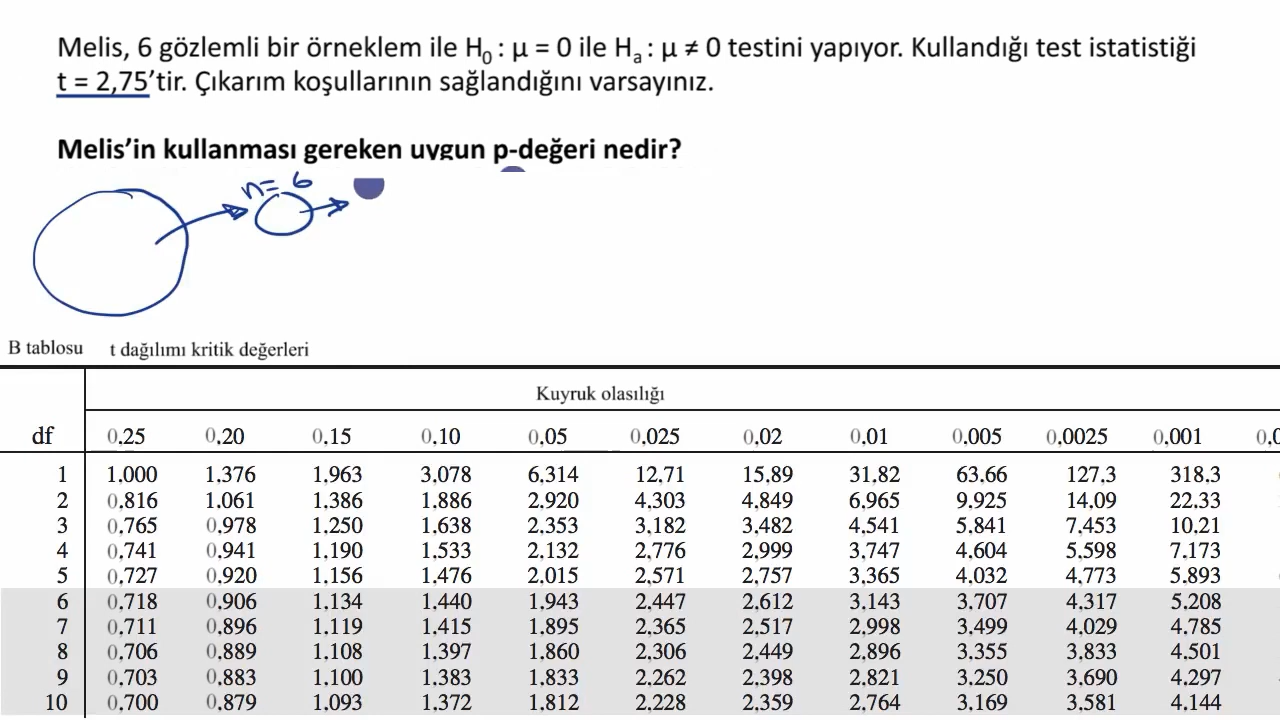 Melis, 6 gözlemli bir örneklem ile H₀ : μ = 0 ile Hₐ : μ ≠ 0 testini yapıyor. Kullandığı test istatistiği
t = 2,75'tir. Çıkarım koşullarının sağlandığını varsayınız.
Melis'in kullanması gereken uygun p-değeri nedir?
n = 6
B tablosu t dağılımı kritik değerleri
Kuyruk olasılığı
df 0,25 0,20 0,15 0,10 0,05 0,025 0,02 0,01 0,005 0,0025 0,001
1 1,000 1,376 1,963 3,078 6,314 12,71 15,89 31,82 63,66 127,3 318,3
2 0,816 1,061 1,386 1,886 2,920 4,303 4,849 6,965 9,925 14,09 22,33
3 0,765 0,978 1,250 1,638 2,353 3,182 3,482 4,541 5,841 7,453 10,21
4 0,741 0,941 1,190 1,533 2,132 2,776 2,999 3,747 4,604 5,598 7,173
5 0,727 0,920 1,156 1,476 2,015 2,571 2,757 3,365 4,032 4,773 5,893
6 0,718 0,906 1,134 1,440 1,943 2,447 2,612 3,143 3,707 4,317 5,208
7 0,711 0,896 1,119 1,415 1,895 2,365 2,517 2,998 3,499 4,029 4,785
8 0,706 0,889 1,108 1,397 1,860 2,306 2,449 2,896 3,355 3,833 4,501
9 0,703 0,883 1,100 1,383 1,833 2,262 2,398 2,821 3,250 3,690 4,297
10 0,700 0,879 1,093 1,372 1,812 2,228 2,359 2,764 3,169 3,581 4,144